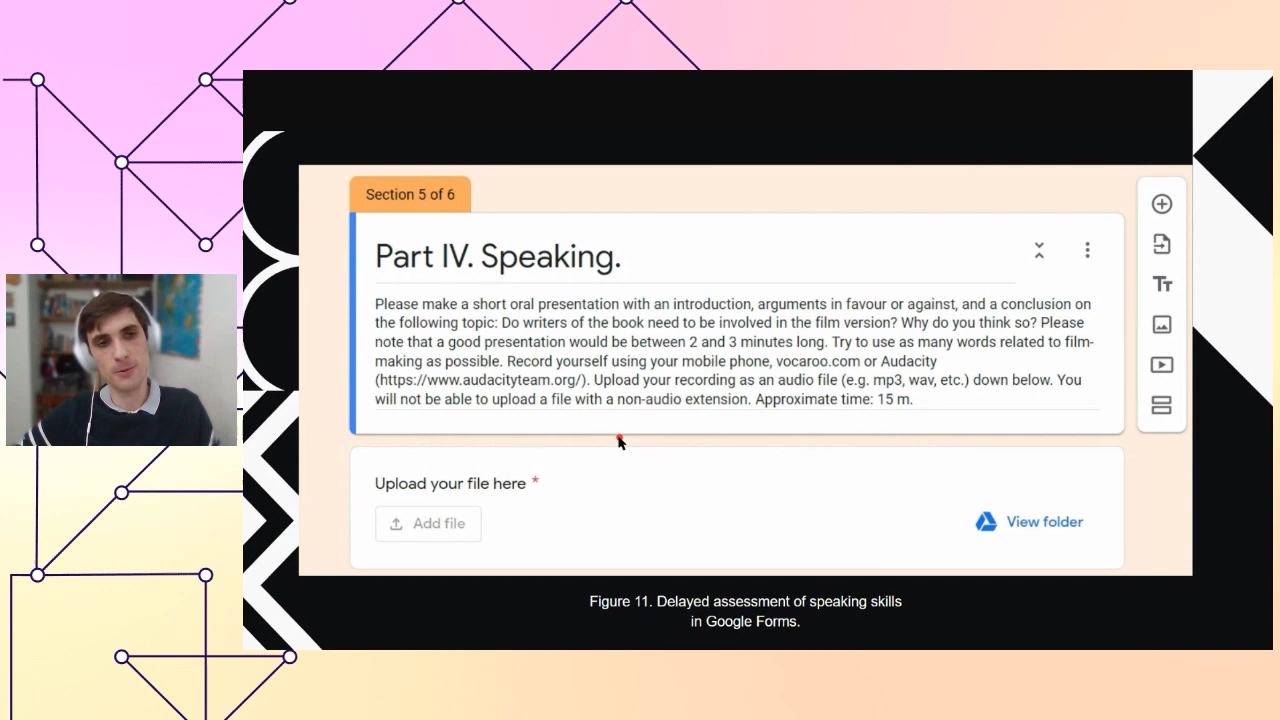 Section 5 of 6
Part IV. Speaking.
Please make a short oral presentation with an introduction, arguments in favour or against, and a conclusion on
the following topic: Do writers of the book need to be involved in the film version? Why do you think so? Please
note that a good presentation would be between 2 and 3 minutes long. Try to use as many words related to film-
making as possible. Record yourself using your mobile phone, vocaroo.com or Audacity
(https://www.audacityteam.org/). Upload your recording as an audio file (e.g. mp3, wav, etc.) down below. You
will not be able to upload a file with a non-audio extension. Approximate time: 15 m.
Tт
Upload your file here *
Add file
View folder
Figure 11. Delayed assessment of speaking skills
in Google Forms.